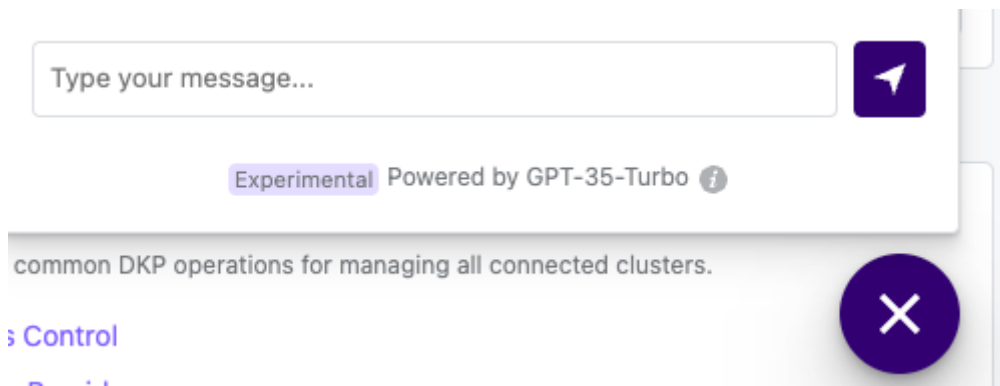 Type your message...
Experimental Powered by GPT-35-Turbo
common DKP operations for managing all connected clusters.
s Control